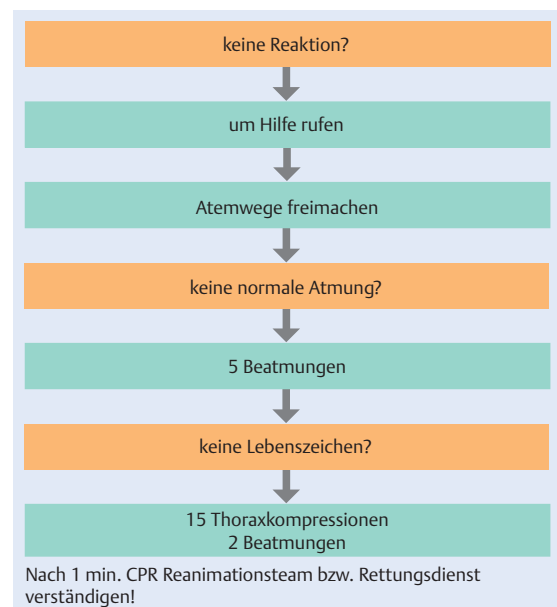 keine Reaktion?
um Hilfe rufen
Atemwege freimachen
keine normale Atmung?
5 Beatmungen
keine Lebenszeichen?
15 Thoraxkompressionen
2 Beatmungen
Nach 1 min. CPR Reanimationsteam bzw. Rettungsdienst
verständigen!